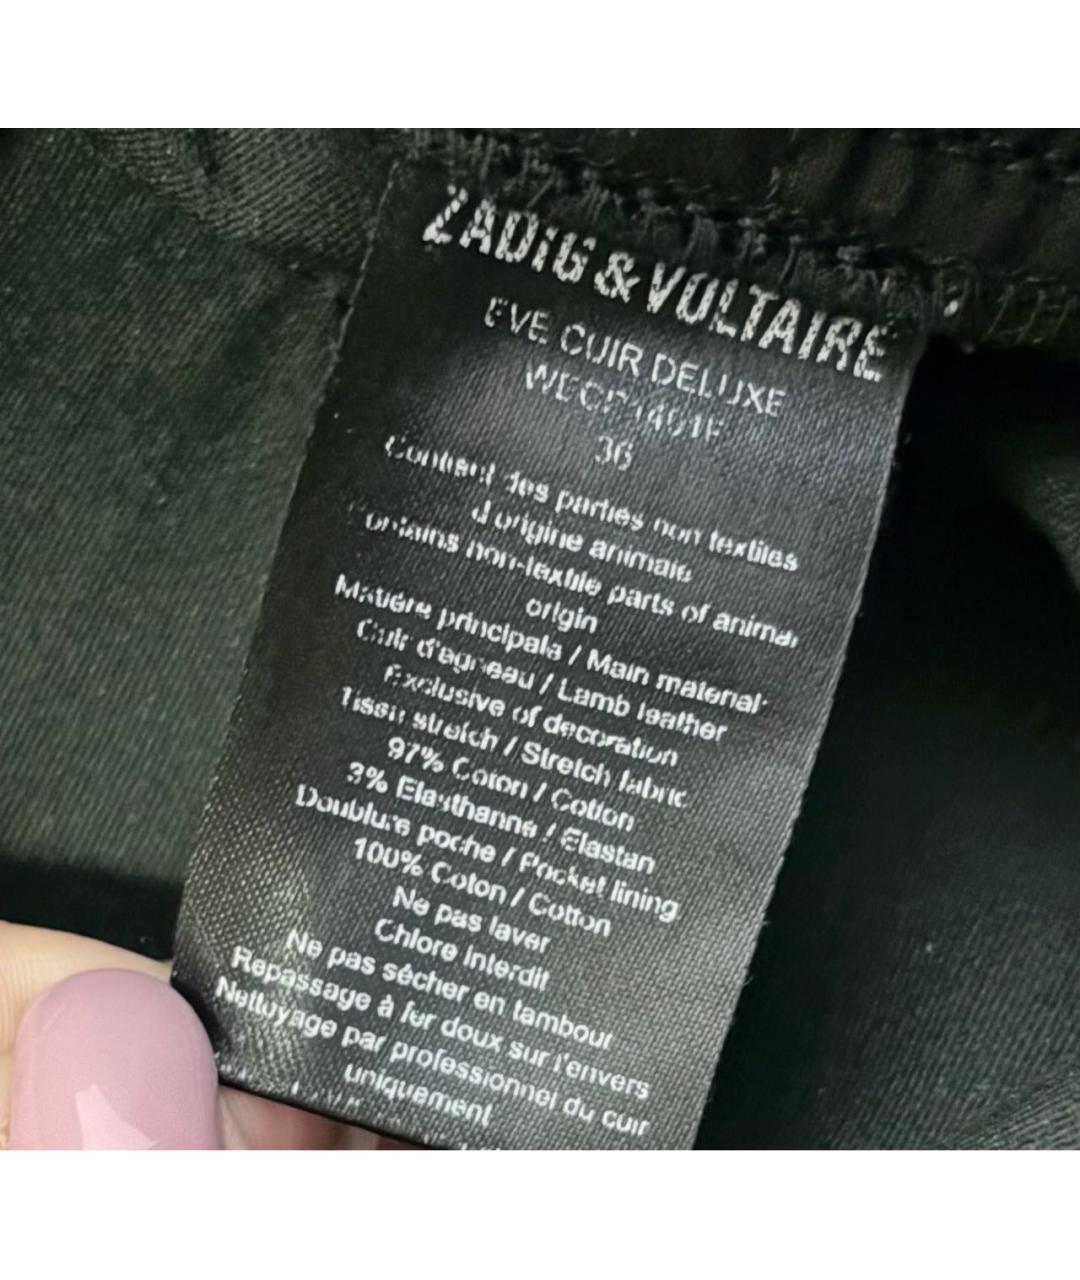 ZADIG & VOLTAIRE
EVE CUIR DELUXE
36
Contient des parties non textiles
d'origine animale
Contains non-textile parts of animal
origin
Matière principale / Main material:
Cuir d'agneau / Lamb leather
Exclusive of decoration
Tissu stretch / Stretch fabric
97% Coton / Cotton
3% Elasthanne / Elastan
Doublure poche / Pocket lining
100% Coton / Cotton
Ne pas laver
Chlore interdit
Ne pas sécher en tambour
Repassage à fer doux sur l'envers
Nettoyage par professionnel du cuir
uniquement